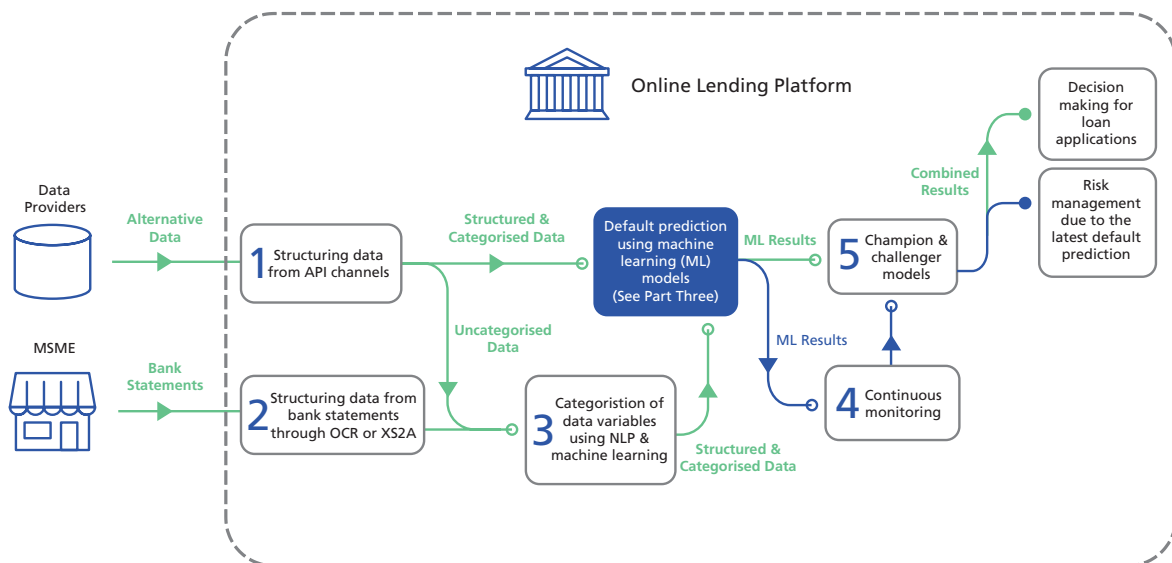 Online Lending Platform
Decision
making for
loan
applications
Combined
Results
Risk
management
due to the
latest default
prediction
Data
Providers
Alternative
Data
1
Structuring data
from API channels
Structured &
Categorised Data
Default prediction
using machine
learning (ML)
models
(See Part Three)
ML Results
5
Champion &
challenger
models
Uncategorised
Data
ML Results
MSME
Bank
Statements
2
Structuring data from
bank statements
through OCR or XS2A
3
Categoristion of
data variables
using NLP &
machine learning
4
Continuous
monitoring
Structured &
Categorised Data